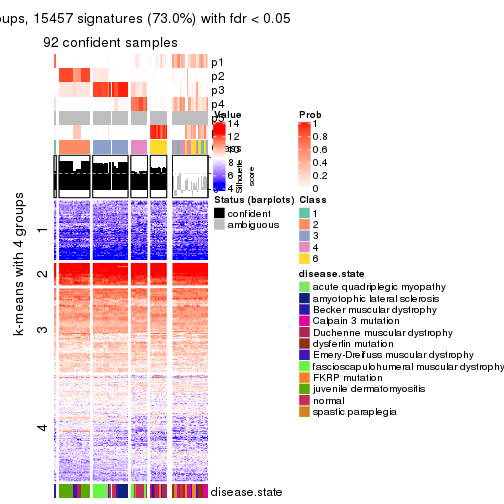 oups, 15457 signatures (73.0%) with fdr < 0.05
92 confident samples
p1
p2
p3
p4
Value
14
12
10
8
6
4
Silhouette
score
Prob
1
0.8
0.6
0.4
0.2
0
Status (barplots)
confident
ambiguous
Class
1
2
3
4
6
disease.state
acute quadriplegic myopathy
amyotophic lateral sclerosis
Becker muscular dystrophy
Calpain 3 mutation
Duchenne muscular dystrophy
dysferlin mutation
Emery-Dreifuss muscular dystrophy
fascioscapulohumeral muscular dystrophy
FKRP mutation
juvenile dermatomyositis
normal
spastic paraplegia
k-means with 4 groups
1
2
3
4
disease.state